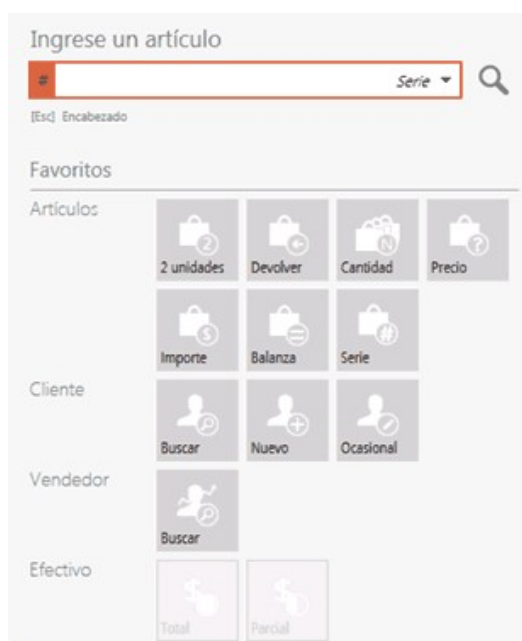 Ingrese un artículo
# Serie
[Esc] Encabezado
Favoritos
Artículos
2 unidades Devolver Cantidad Precio
Importe Balanza Serie
Cliente
Buscar Nuevo Ocasional
Vendedor
Buscar
Efectivo
Total Parcial